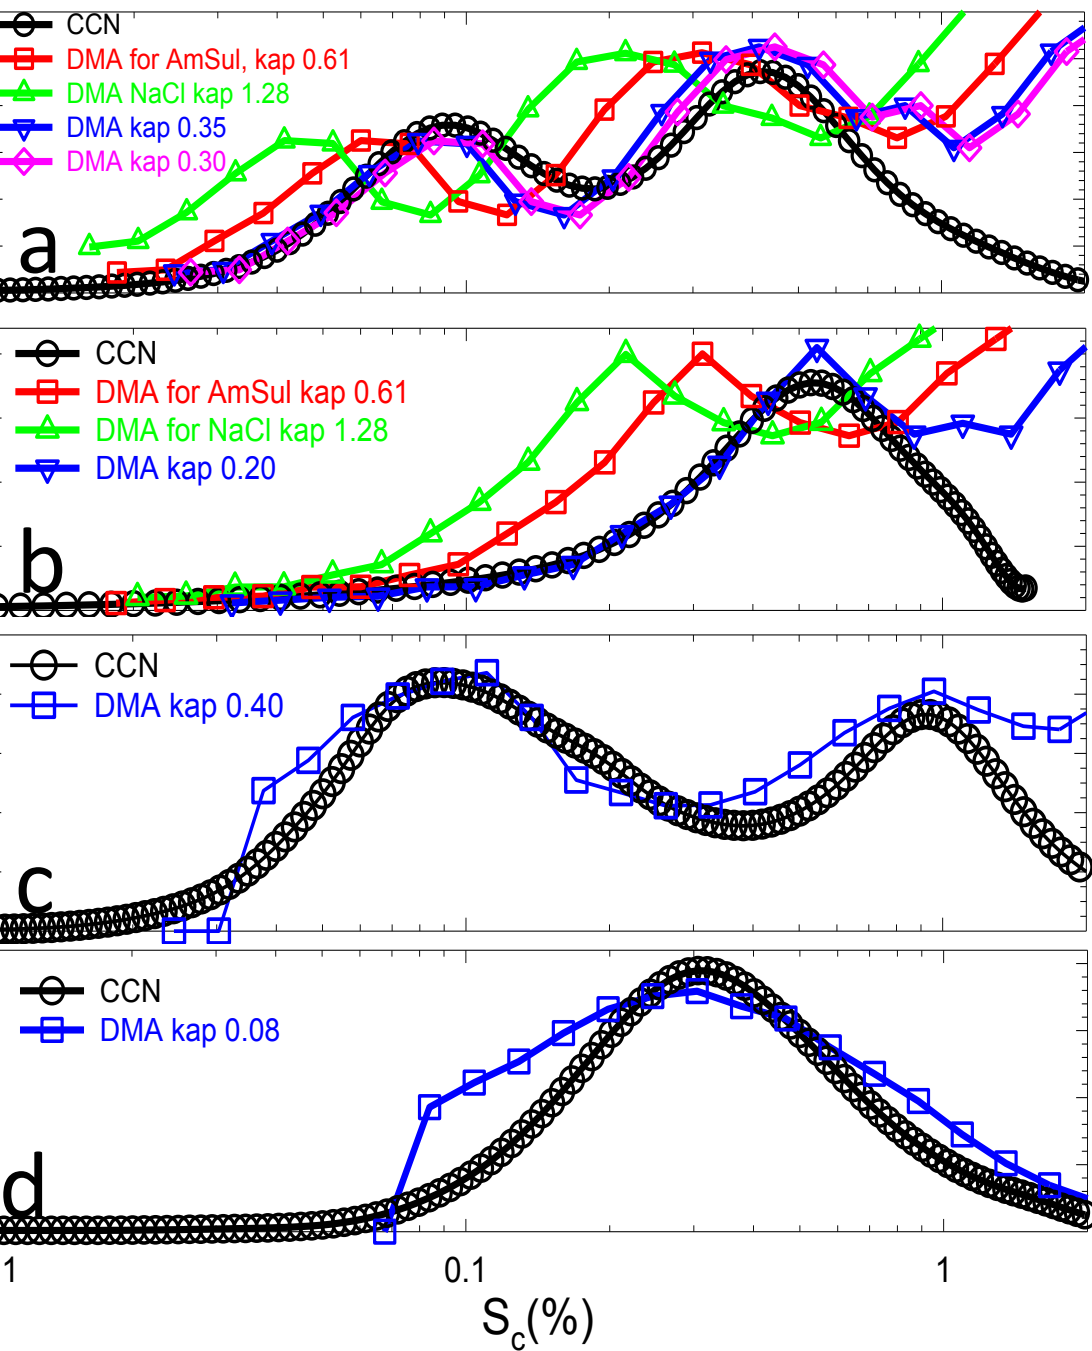 CCN
DMA for AmSul, kap 0.61
DMA NaCl kap 1.28
DMA kap 0.35
DMA kap 0.30
a
CCN
DMA for AmSul kap 0.61
DMA for NaCl kap 1.28
DMA kap 0.20
b
CCN
DMA kap 0.40
c
CCN
DMA kap 0.08
d
1 0.1 1
Sc(%)